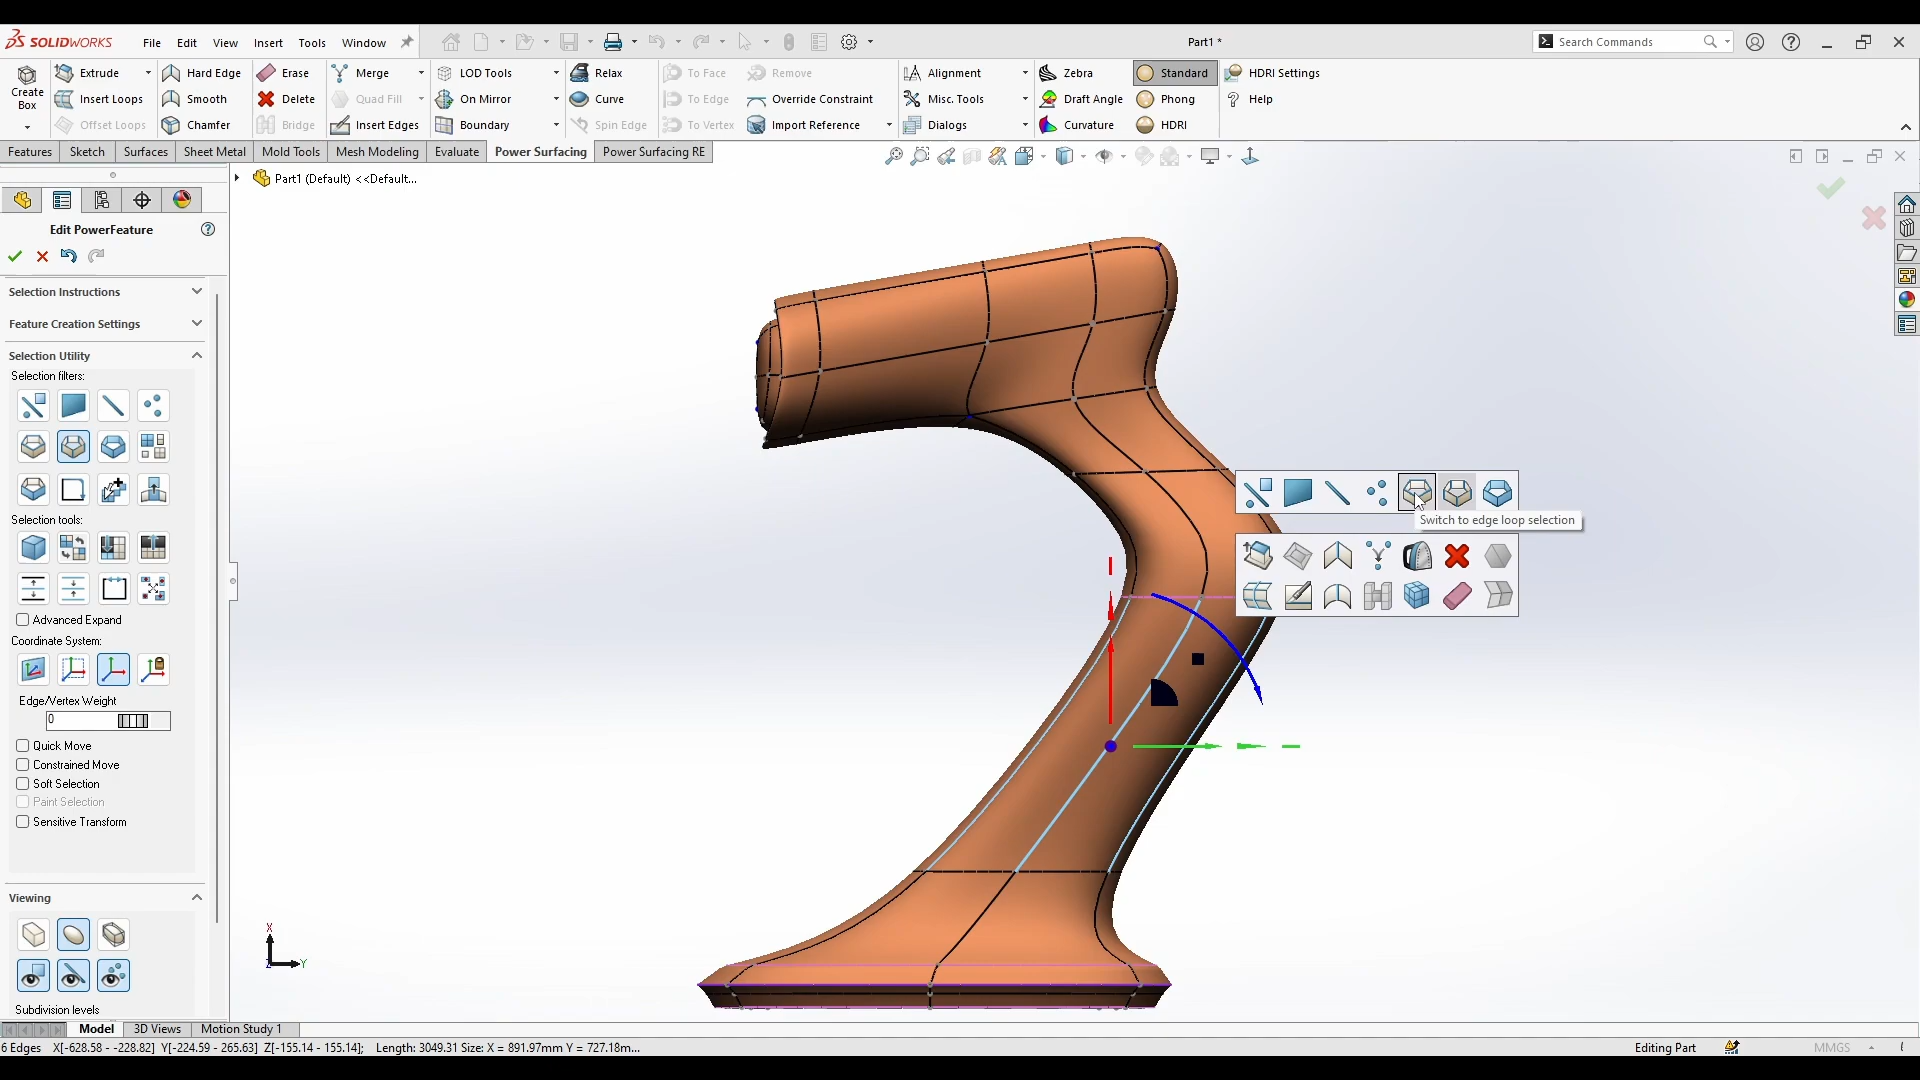 SOLIDWORKS File Edit View Insert Tools Window Part1 * Search Commands
Create Box
Extrude Hard Edge Erase Merge LOD Tools Relax To Face Remove Alignment Zebra Standard HDRI Settings
Insert Loops Smooth Delete Quad Fill On Mirror Curve To Edge Override Constraint Misc. Tools Draft Angle Phong Help
Offset Loops Chamfer Bridge Insert Edges Boundary Spin Edge To Vertex Import Reference Dialogs Curvature HDRI
Features Sketch Surfaces Sheet Metal Mold Tools Mesh Modeling Evaluate Power Surfacing Power Surfacing RE
Part1 (Default) <<Default...
Edit PowerFeature
Selection Instructions
Feature Creation Settings
Selection Utility
Selection filters:
Selection tools:
Advanced Expand
Coordinate System:
Edge/Vertex Weight
0
Quick Move
Constrained Move
Soft Selection
Paint Selection
Sensitive Transform
Viewing
Subdivision levels
Switch to edge loop selection
X
Y
Z
Model 3D Views Motion Study 1
6 Edges X[-628.58 - -228.82] Y[-224.59 - 265.63] Z[-155.14 - 155.14]; Length: 3049.31 Size: X = 891.97mm Y = 727.18m... Editing Part MMGS